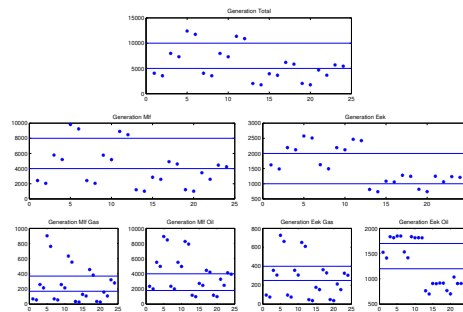 Generation Total
15000
10000
5000
0
0 5 10 15 20 25
Generation Mlf Generation Eek
10000 3000
8000 2500
6000 2000
4000 1500
2000 1000
0 500
0 5 10 15 20 25 0 5 10 15 20 25
Generation Mlf Gas Generation Mlf Oil Generation Eek Gas Generation Eek Oil
1000 10000 800 2000
800 8000 600 1500
600 6000 400 1000
400 4000 200 500
200 2000 0
0 0
0 5 10 15 20 25 0 5 10 15 20 25 0 5 10 15 20 25 0 5 10 15 20 25